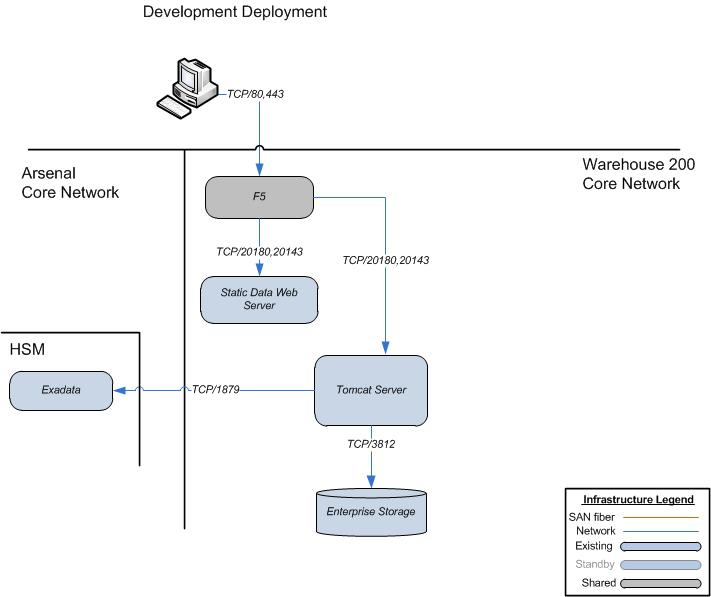 Development Deployment
TCP/80,443
Arsenal
Core Network
Warehouse 200
Core Network
F5
TCP/20180,20143
TCP/20180,20143
Static Data Web
Server
HSM
Exadata
TCP/1879
Tomcat Server
TCP/3812
Enterprise Storage
Infrastructure Legend
SAN fiber
Network
Existing
Standby
Shared